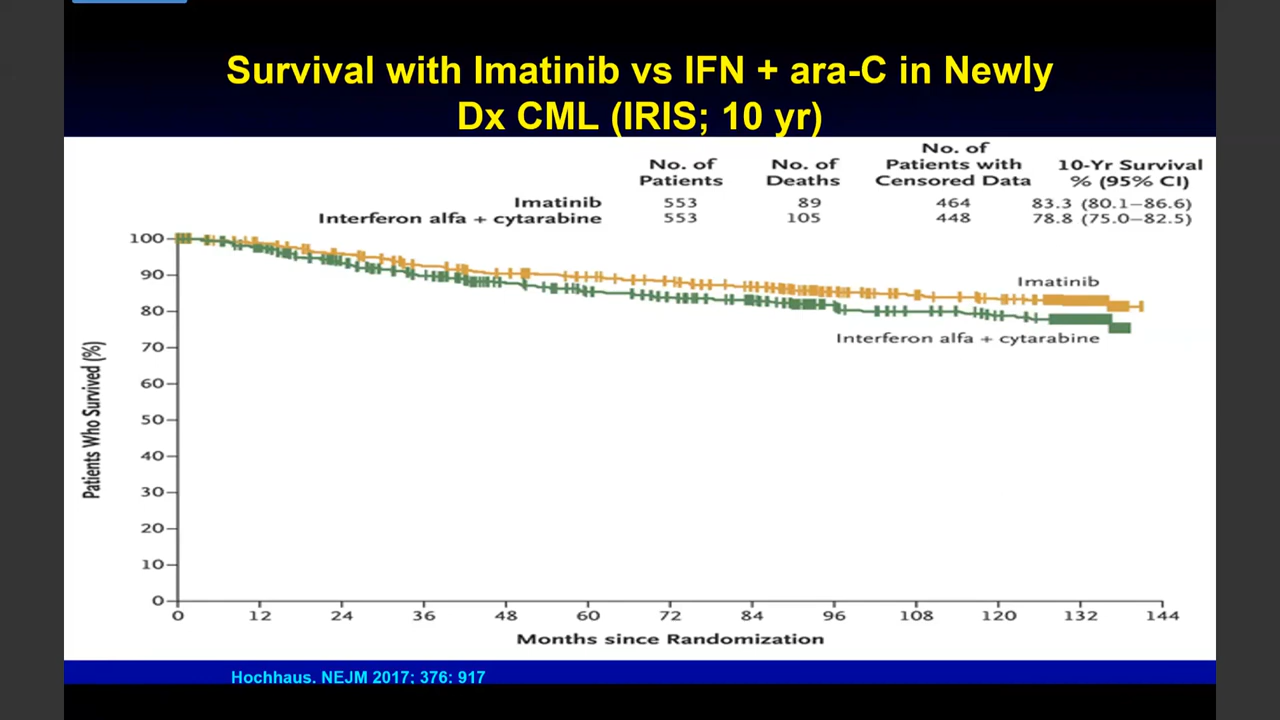 Survival with Imatinib vs IFN + ara-C in Newly
Dx CML (IRIS; 10 yr)
No. of Patients
No. of Deaths
No. of Patients with Censored Data
10-Yr Survival % (95% CI)
Imatinib 553 89 464 83.3 (80.1–86.6)
Interferon alfa + cytarabine 553 105 448 78.8 (75.0–82.5)
Patients Who Survived (%)
100
90
80
70
60
50
40
30
20
10
0
Imatinib
Interferon alfa + cytarabine
0 12 24 36 48 60 72 84 96 108 120 132 144
Months since Randomization
Hochhaus. NEJM 2017; 376: 917